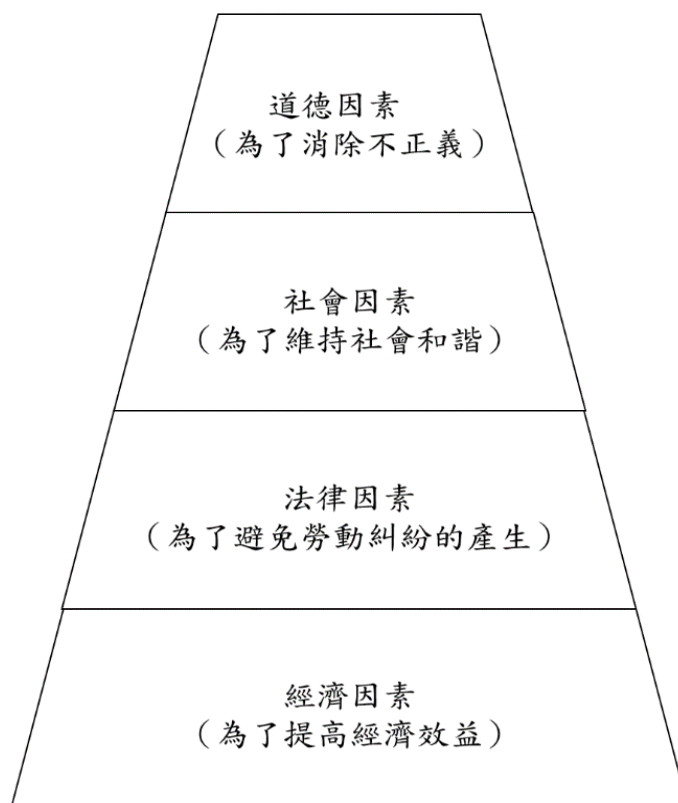 道德因素
（為了消除不正義）
社會因素
（為了維持社會和諧）
法律因素
（為了避免勞動糾紛的產生）
經濟因素
（為了提高經濟效益）